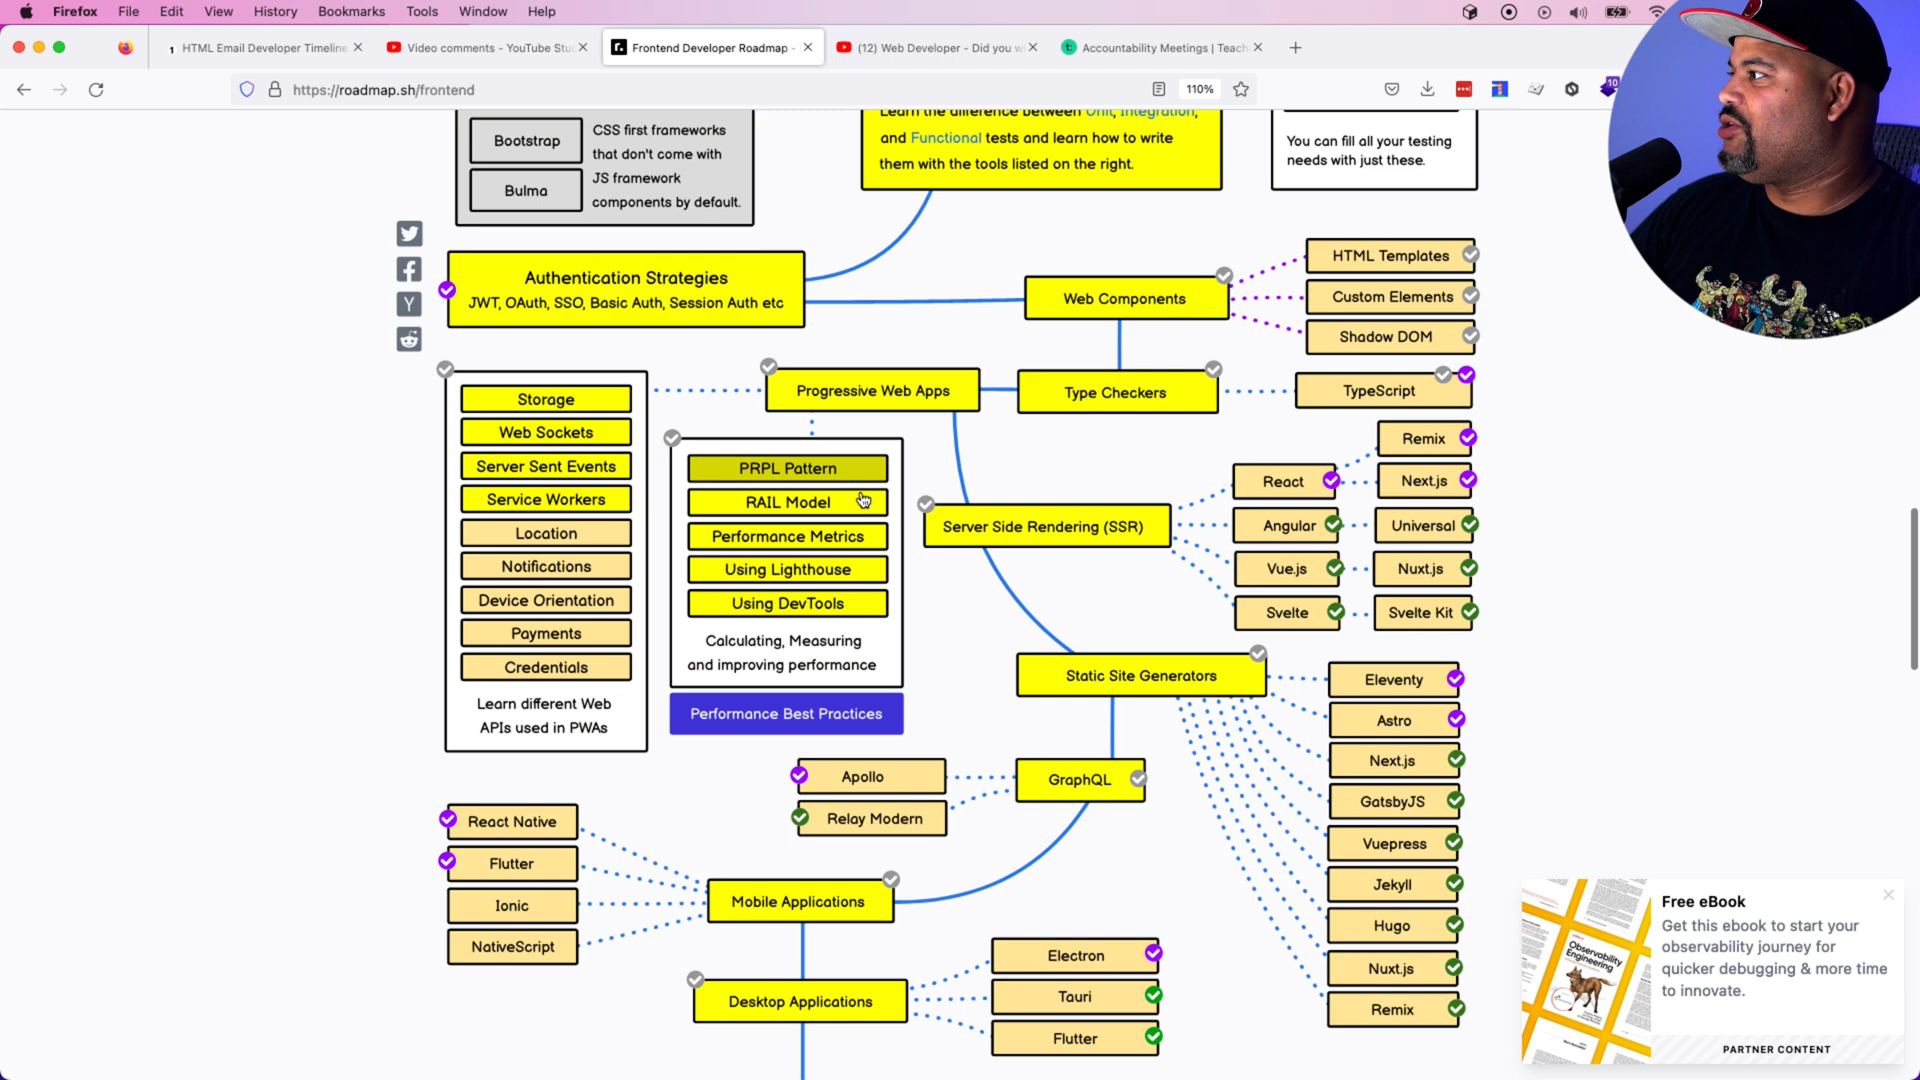 Firefox File Edit View History Bookmarks Tools Window Help
1 HTML Email Developer Timeline
Video comments - YouTube Stu
Frontend Developer Roadmap -
(12) Web Developer - Did you w
Accountability Meetings | Teach
https://roadmap.sh/frontend
110%
10
Bootstrap
Bulma
CSS first frameworks
that don't come with
JS framework
components by default.
Learn the difference between Unit, Integration,
and Functional tests and learn how to write
them with the tools listed on the right.
You can fill all your testing
needs with just these.
Authentication Strategies
JWT, OAuth, SSO, Basic Auth, Session Auth etc
Web Components
HTML Templates
Custom Elements
Shadow DOM
Y
Progressive Web Apps
Type Checkers
TypeScript
Storage
Web Sockets
Server Sent Events
Service Workers
Location
Notifications
Device Orientation
Payments
Credentials
Learn different Web
APIs used in PWAs
PRPL Pattern
RAIL Model
Performance Metrics
Using Lighthouse
Using DevTools
Calculating, Measuring
and improving performance
Performance Best Practices
Server Side Rendering (SSR)
React
Remix
Next.js
Angular
Universal
Vue.js
Nuxt.js
Svelte
Svelte Kit
Static Site Generators
Eleventy
Astro
Next.js
GatsbyJS
Vuepress
Jekyll
Hugo
Nuxt.js
Remix
GraphQL
Apollo
Relay Modern
React Native
Flutter
Ionic
NativeScript
Mobile Applications
Desktop Applications
Electron
Tauri
Flutter
Free eBook
Get this ebook to start your
observability journey for
quicker debugging & more time
to innovate.
Observability
Engineering
PARTNER CONTENT